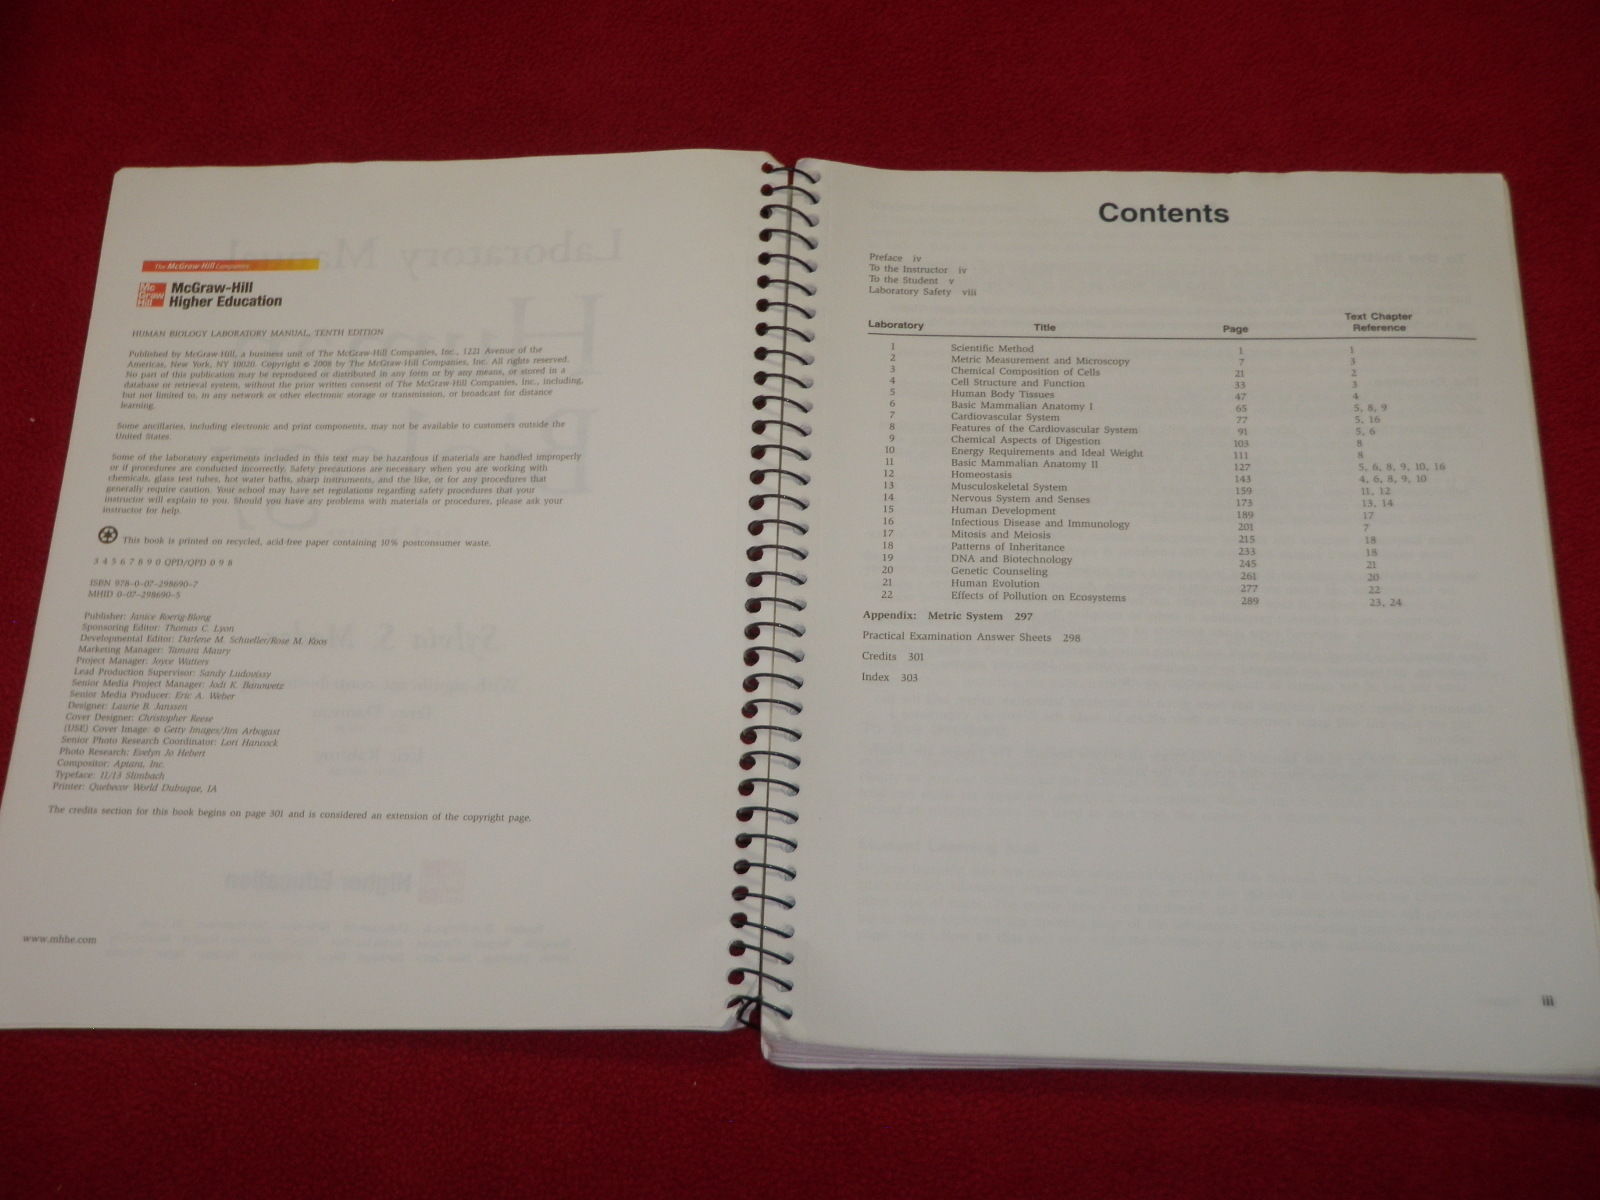 The McGraw-Hill Companies
Mc
Graw
Hill
McGraw-Hill
Higher Education
HUMAN BIOLOGY LABORATORY MANUAL, TENTH EDITION
Published by McGraw-Hill, a business unit of The McGraw-Hill Companies, Inc., 1221 Avenue of the
Americas, New York, NY 10020. Copyright © 2008 by The McGraw-Hill Companies, Inc. All rights reserved.
No part of this publication may be reproduced or distributed in any form or by any means, or stored in a
database or retrieval system, without the prior written consent of The McGraw-Hill Companies, Inc., including,
but not limited to, in any network or other electronic storage or transmission, or broadcast for distance
learning.
Some ancillaries, including electronic and print components, may not be available to customers outside the
United States.
Some of the laboratory experiments included in this text may be hazardous if materials are handled improperly
or if procedures are conducted incorrectly. Safety precautions are necessary when you are working with
chemicals, glass test tubes, hot water baths, sharp instruments, and the like, or for any procedures that
generally require caution. Your school may have set regulations regarding safety procedures that your
instructor will explain to you. Should you have any problems with materials or procedures, please ask your
instructor for help.
This book is printed on recycled, acid-free paper containing 10% postconsumer waste.
3 4 5 6 7 8 9 0 QPD/QPD 0 9 8
ISBN 978-0-07-298690-7
MHID 0-07-298690-5
Publisher: Janice Roerig-Blong
Sponsoring Editor: Thomas C. Lyon
Developmental Editor: Darlene M. Schueller/Rose M. Koos
Marketing Manager: Tamara Maury
Project Manager: Joyce Watters
Lead Production Supervisor: Sandy Ludovissy
Senior Media Project Manager: Jodi K. Banowetz
Senior Media Producer: Eric A. Weber
Designer: Laurie B. Janssen
Cover Designer: Christopher Reese
(USE) Cover Image: © Getty Images/Jim Arbogast
Senior Photo Research Coordinator: Lori Hancock
Photo Research: Evelyn Jo Hebert
Compositor: Aptara, Inc.
Typeface: 11/13 Slimbach
Printer: Quebecor World Dubuque, IA
The credits section for this book begins on page 301 and is considered an extension of the copyright page.
www.mhhe.com
Contents
Preface iv
To the Instructor iv
To the Student v
Laboratory Safety viii
Laboratory Title Page Text Chapter Reference
1 Scientific Method 1 1
2 Metric Measurement and Microscopy 7 3
3 Chemical Composition of Cells 21 2
4 Cell Structure and Function 33 3
5 Human Body Tissues 47 4
6 Basic Mammalian Anatomy I 65 5, 8, 9
7 Cardiovascular System 77 5, 16
8 Features of the Cardiovascular System 91 5, 6
9 Chemical Aspects of Digestion 103 8
10 Energy Requirements and Ideal Weight 111 8
11 Basic Mammalian Anatomy II 127 5, 6, 8, 9, 10, 16
12 Homeostasis 143 4, 6, 8, 9, 10
13 Musculoskeletal System 159 11, 12
14 Nervous System and Senses 173 13, 14
15 Human Development 189 17
16 Infectious Disease and Immunology 201 7
17 Mitosis and Meiosis 215 18
18 Patterns of Inheritance 233 18
19 DNA and Biotechnology 245 21
20 Genetic Counseling 261 20
21 Human Evolution 277 22
22 Effects of Pollution on Ecosystems 289 23, 24
Appendix: Metric System 297
Practical Examination Answer Sheets 298
Credits 301
Index 303
iii